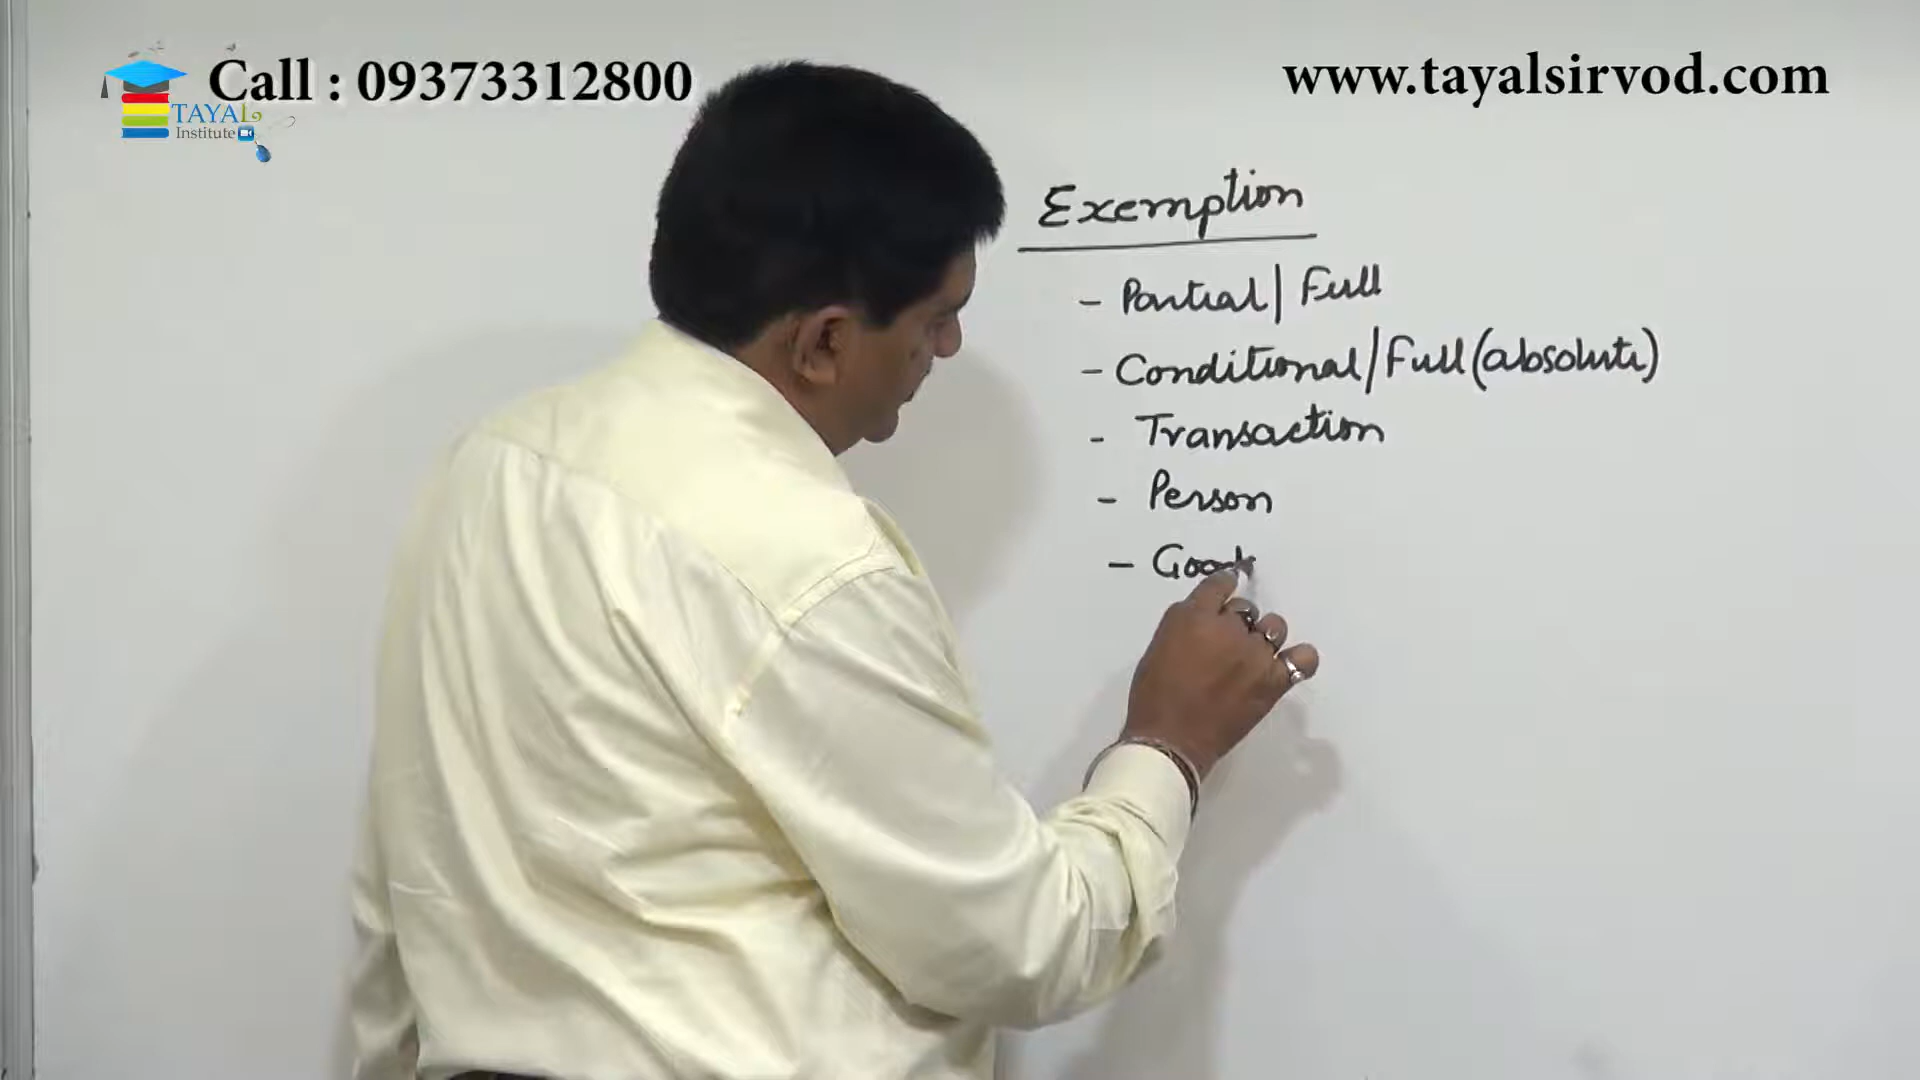 Call : 09373312800
www.tayalsirvod.com
TAYAL
Institute
Exemption
- Partial / Full
- Conditional / Full (absolute)
- Transaction
- Person
-